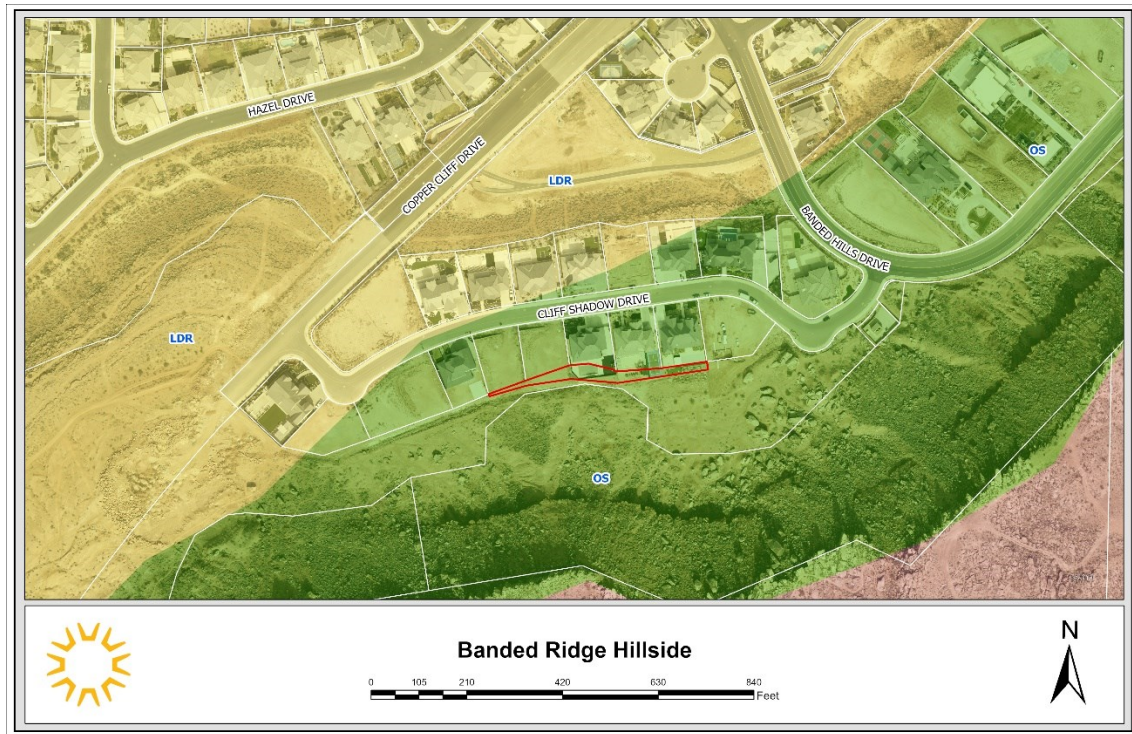 HAZEL DRIVE
COPPER CLIFF DRIVE
LDR
OS
BANDED HILLS DRIVE
CLIFF SHADOW DRIVE
LDR
OS
Banded Ridge Hillside
0 105 210 420 630 840
Feet
N